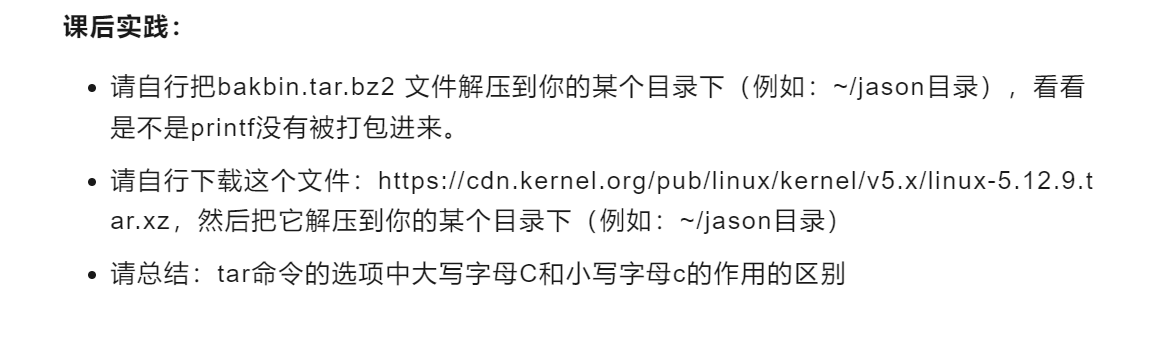 课后实践：
请自行把bakbin.tar.bz2 文件解压到你的某个目录下（例如：~/jason目录），看看
是不是printf没有被打包进来。
请自行下载这个文件：https://cdn.kernel.org/pub/linux/kernel/v5.x/linux-5.12.9.t
ar.xz，然后把它解压到你的某个目录下（例如：~/jason目录）
请总结：tar命令的选项中大写字母C和小写字母c的作用的区别